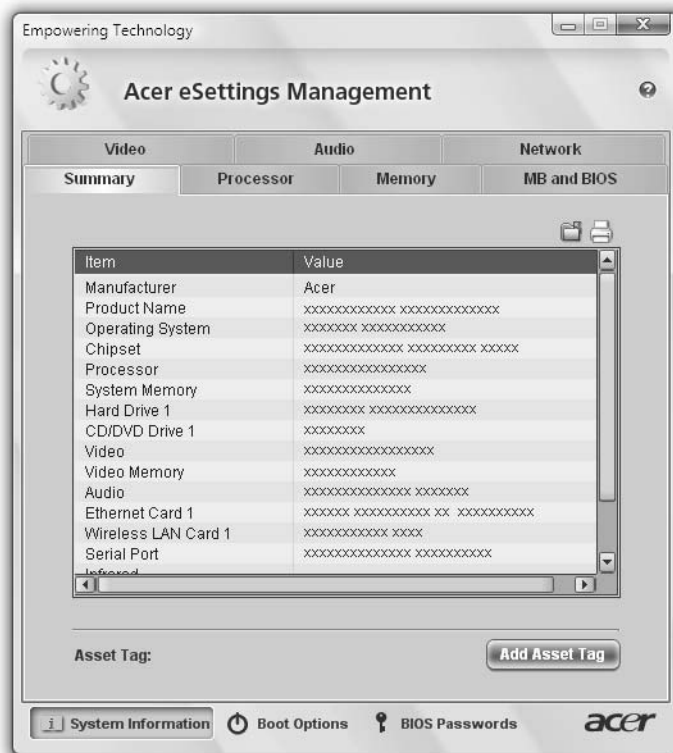 Empowering Technology
Acer eSettings Management
Video Audio Network
Summary Processor Memory MB and BIOS
Item Value
Manufacturer Acer
Product Name xxxxxxxxxxxx xxxxxxxxxxxxx
Operating System xxxxxxx xxxxxxxxxxx
Chipset xxxxxxxxxxxxx xxxxxxxxx xxxxx
Processor xxxxxxxxxxxxxxxx
System Memory xxxxxxxxxxxxxx
Hard Drive 1 xxxxxxxx xxxxxxxxxxxxxx
CD/DVD Drive 1 xxxxxxxx
Video xxxxxxxxxxxxxxxxx
Video Memory xxxxxxxxxxxx
Audio xxxxxxxxxxxxxx xxxxxxx
Ethernet Card 1 xxxxxx xxxxxxxxxx xx xxxxxxxxxx
Wireless LAN Card 1 xxxxxxxxxxx xxxx
Serial Port xxxxxxxxxxxxxx xxxxxxxxxx
Infrared
Asset Tag: Add Asset Tag
i System Information Boot Options BIOS Passwords acer